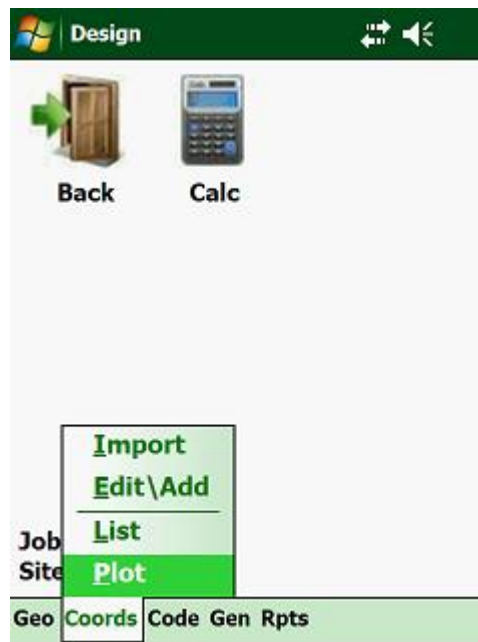 Design
Back Calc
Import
Edit\Add
List
Job
Plot
Site
Geo Coords Code Gen Rpts